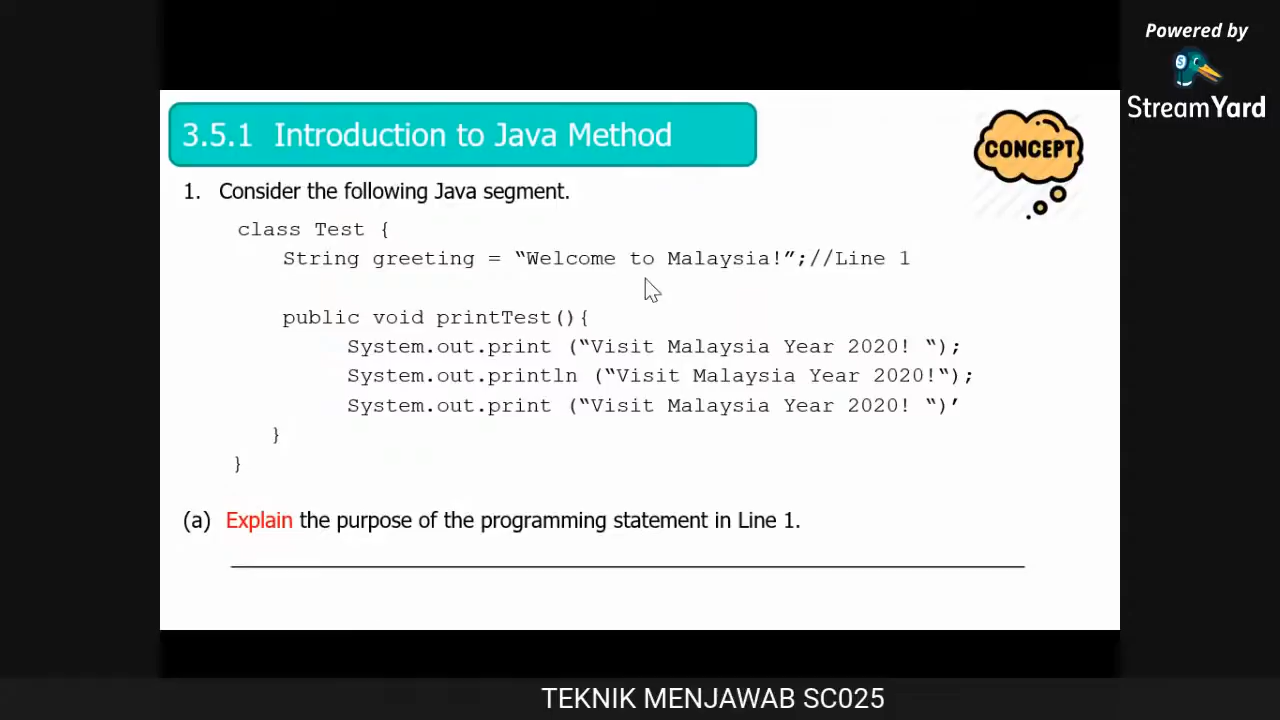 Powered by
StreamYard
3.5.1 Introduction to Java Method
CONCEPT
1. Consider the following Java segment.
class Test {
String greeting = “Welcome to Malaysia!”;//Line 1
public void printTest(){
System.out.print (“Visit Malaysia Year 2020! “);
System.out.println (“Visit Malaysia Year 2020!“);
System.out.print (“Visit Malaysia Year 2020! “)’
}
}
(a) Explain the purpose of the programming statement in Line 1.
TEKNIK MENJAWAB SC025